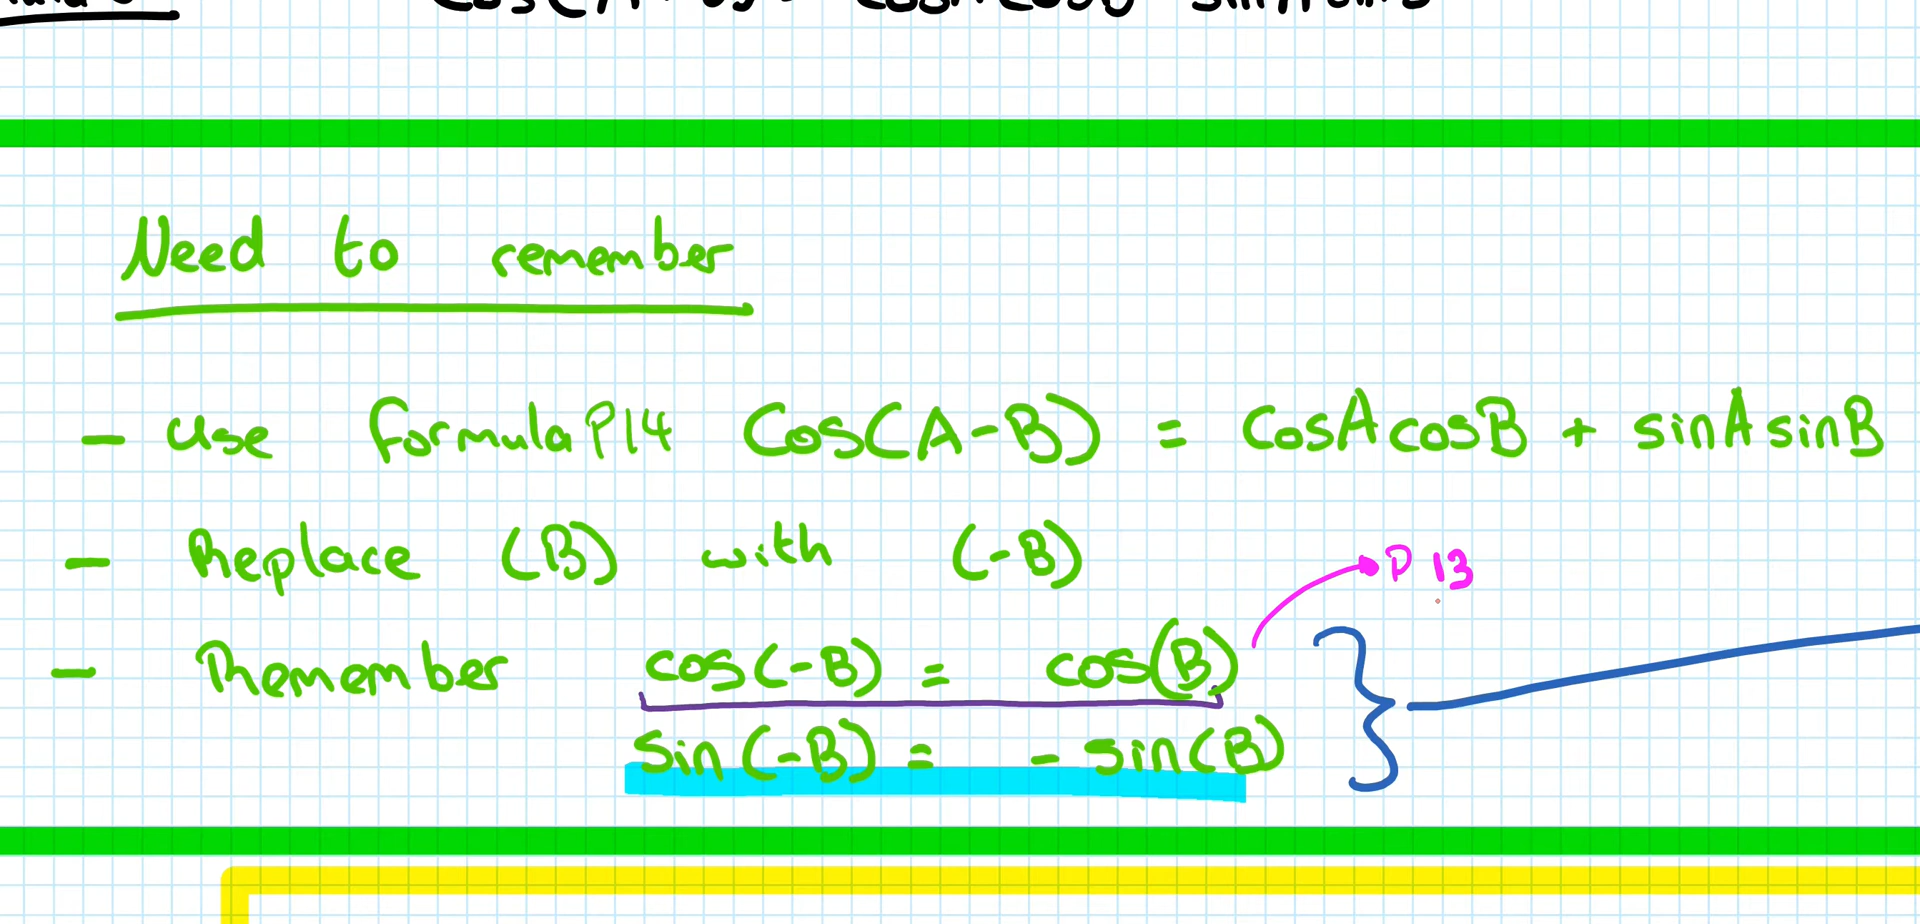 Need to remember
- Use formula P14 Cos(A-B) = CosA cosB + sinA sinB
- Replace (B) with (-B)
P 13
- Remember cos(-B) = cos(B)
sin(-B) = - sin(B)